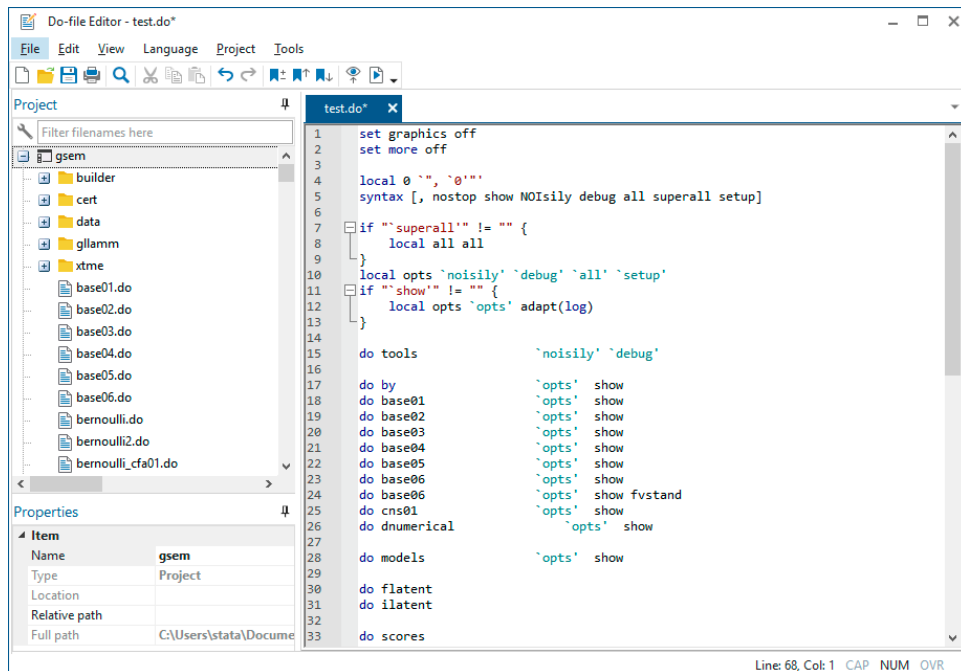 Do-file Editor - test.do*
File Edit View Language Project Tools
Project
Filter filenames here
gsem
builder
cert
data
gllamm
xtme
base01.do
base02.do
base03.do
base04.do
base05.do
base06.do
bernoulli.do
bernoulli2.do
bernoulli_cfa01.do
Properties
Item
Name gsem
Type Project
Location
Relative path
Full path C:\Users\stata\Docume
test.do*
1 set graphics off
2 set more off
3
4 local 0 `", `0'"'
5 syntax [, nostop show NOIsily debug all superall setup]
6
7 if "`superall'" != "" {
8 local all all
9 }
10 local opts `noisily' `debug' `all' `setup'
11 if "`show'" != "" {
12 local opts `opts' adapt(log)
13 }
14
15 do tools `noisily' `debug'
16
17 do by `opts' show
18 do base01 `opts' show
19 do base02 `opts' show
20 do base03 `opts' show
21 do base04 `opts' show
22 do base05 `opts' show
23 do base06 `opts' show
24 do base06 `opts' show fvstand
25 do cns01 `opts' show
26 do dnumerical `opts' show
27
28 do models `opts' show
29
30 do flatent
31 do ilatent
32
33 do scores
Line: 68, Col: 1 CAP NUM OVR